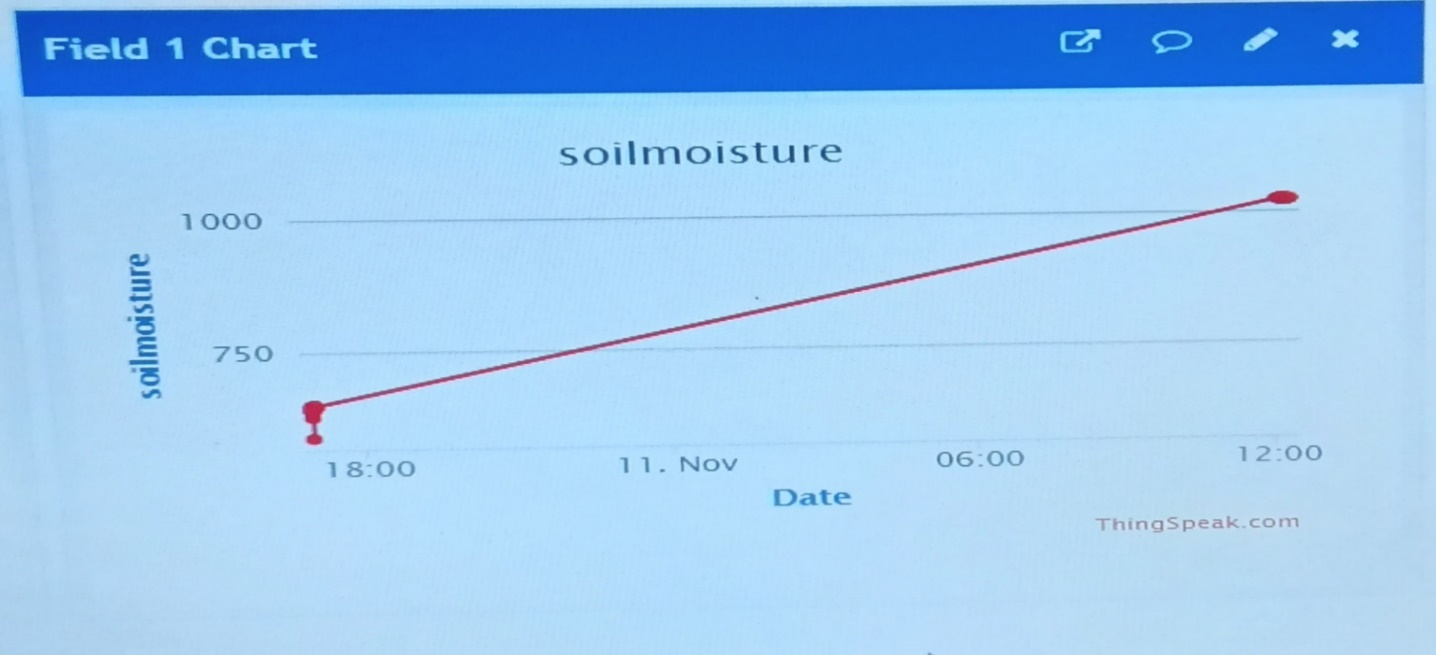 Field 1 Chart
soilmoisture
1000
soilmoisture
750
18:00 11. Nov 06:00 12:00
Date
ThingSpeak.com